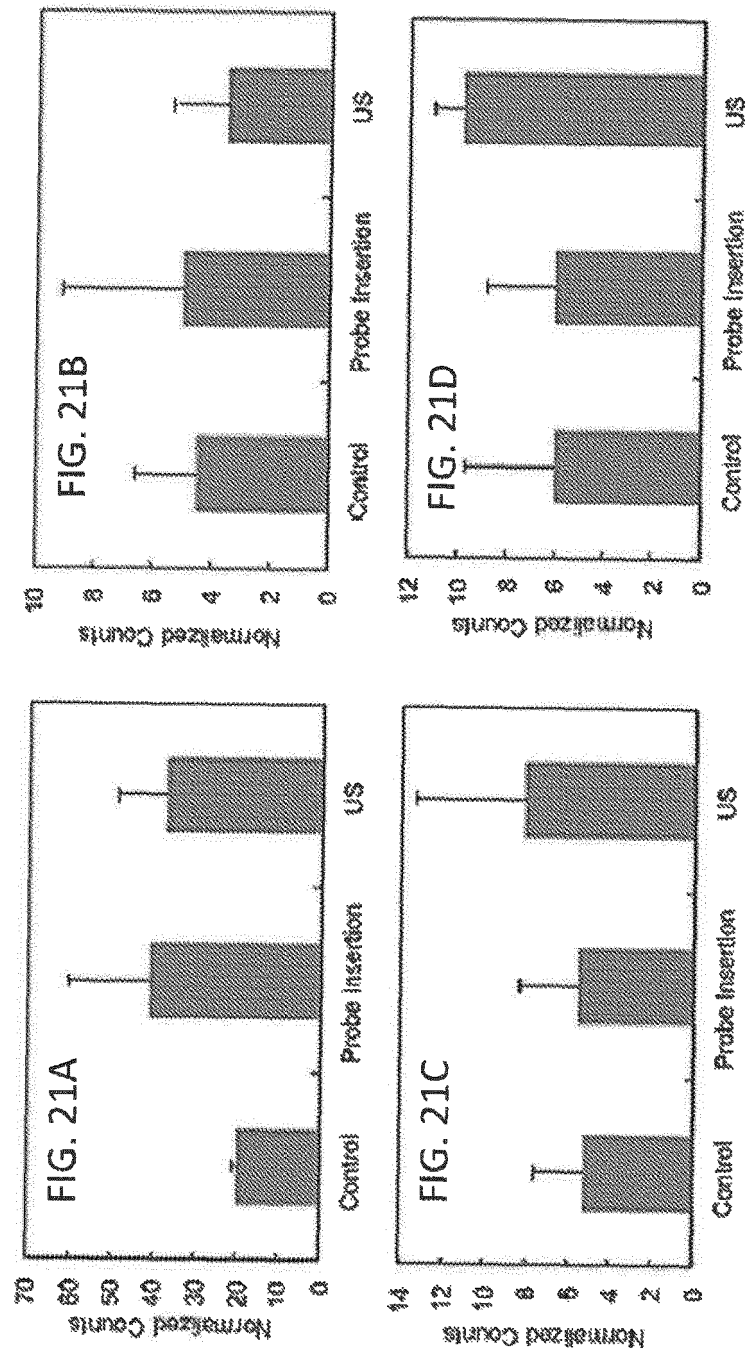 FIG. 21A
Normalized Counts
70
60
50
40
30
20
10
0
Control
Probe Insertion
US
FIG. 21B
Normalized Counts
10
8
6
4
2
0
Control
Probe Insertion
US
FIG. 21C
Normalized Counts
14
12
10
8
6
4
2
0
Control
Probe Insertion
US
FIG. 21D
Normalized Counts
12
10
8
6
4
2
0
Control
Probe Insertion
US